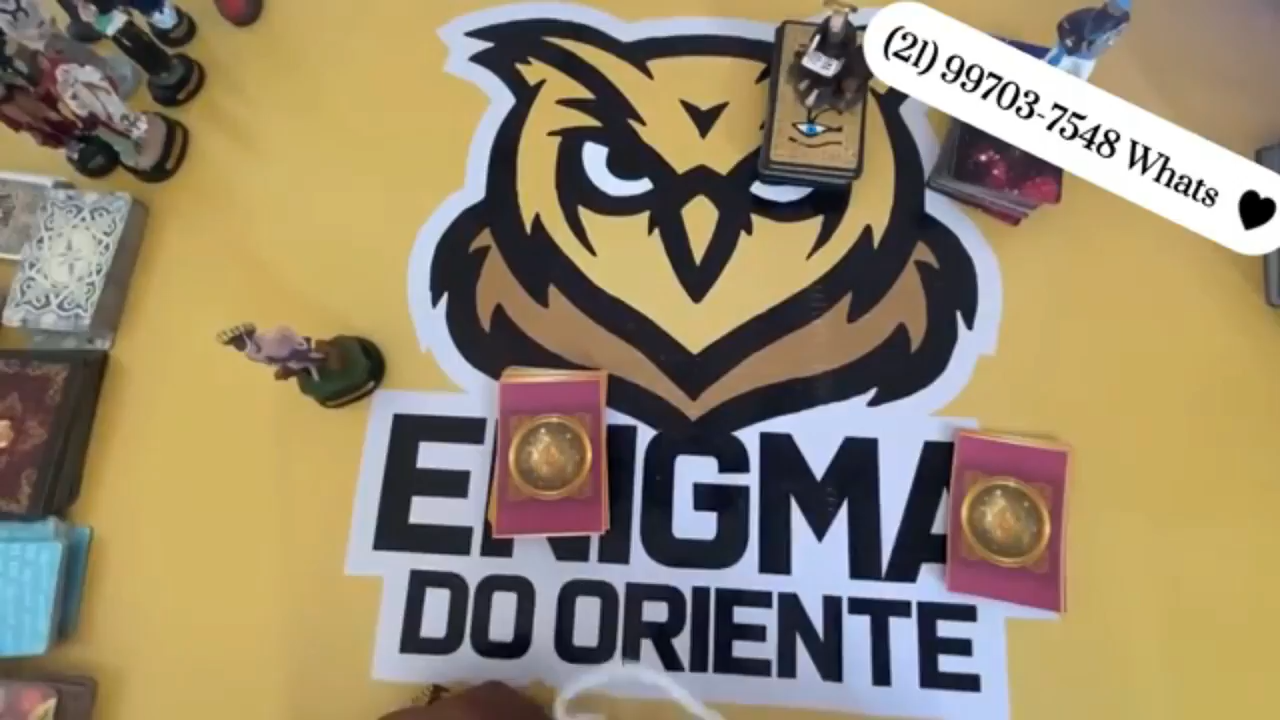 (21) 99703-7548 Whats 🖤
ENIGMA
DO ORIENTE